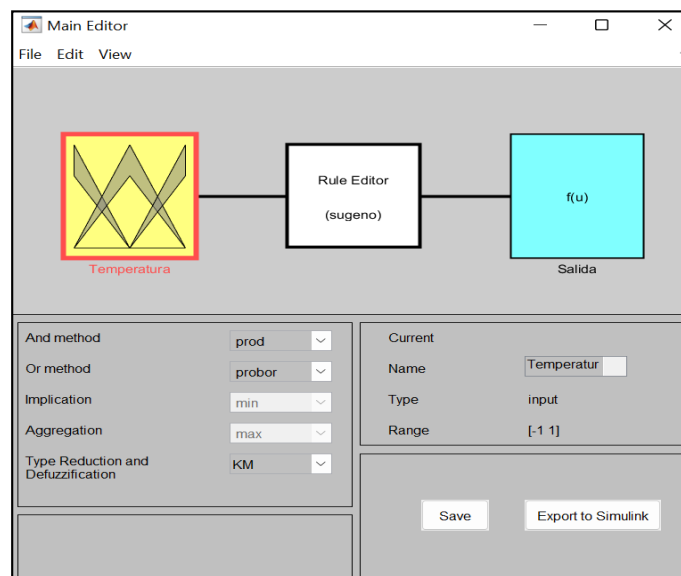 Main Editor
File Edit View
Rule Editor
(sugeno)
f(u)
Temperatura
Salida
And method
prod
Or method
probor
Implication
min
Aggregation
max
Type Reduction and
Defuzzification
KM
Current
Name
Temperatur
Type
input
Range
[-1 1]
Save
Export to Simulink